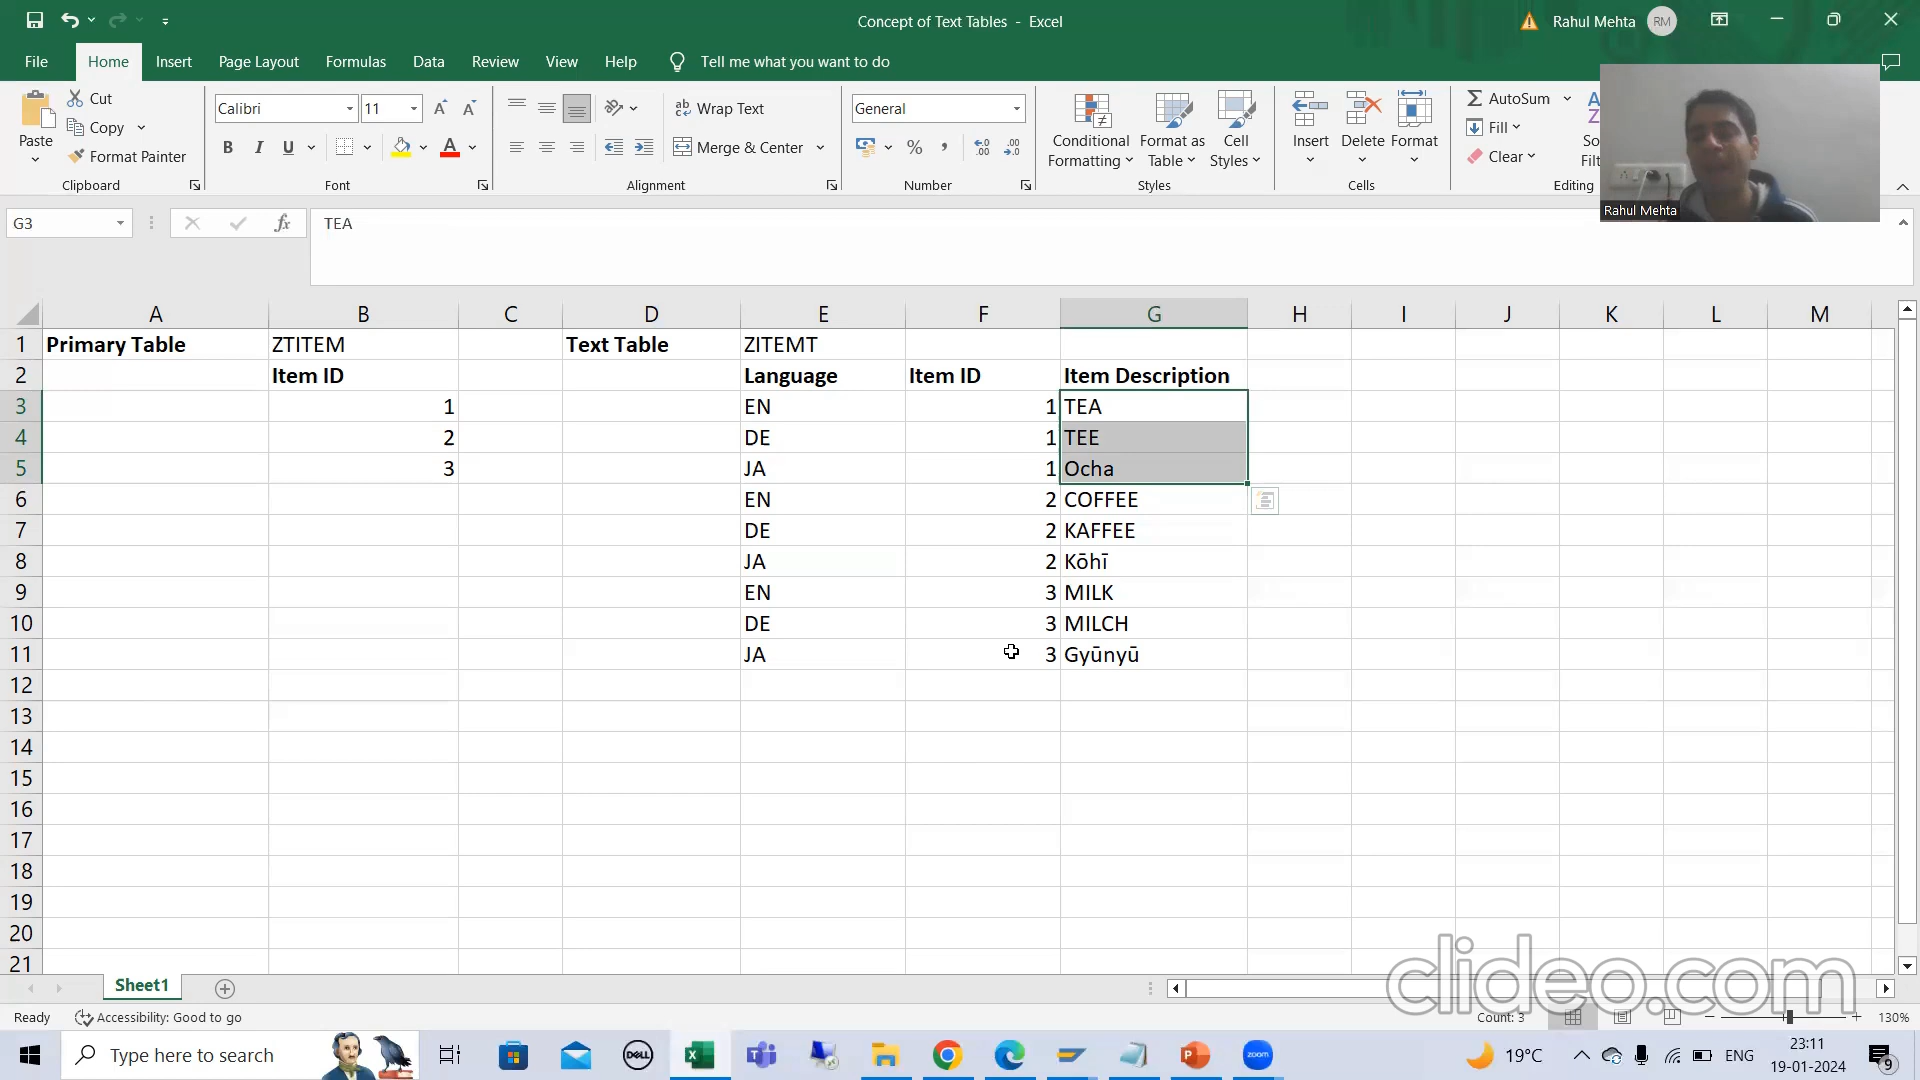 Concept of Text Tables - Excel
Rahul Mehta RM
File Home Insert Page Layout Formulas Data Review View Help Tell me what you want to do
Cut
Copy
Format Painter
Paste
Clipboard
Calibri 11
B I U
Font
Wrap Text
Merge & Center
Alignment
General
Number
Conditional Formatting
Format as Table
Cell Styles
Styles
Insert Delete Format
Cells
AutoSum
Fill
Clear
Editing
Rahul Mehta
G3 fx TEA
A B C D E F G H I J K L M
1 Primary Table ZTITEM Text Table ZITEMT
2 Item ID Language Item ID Item Description
3 1 EN 1 TEA
4 2 DE 1 TEE
5 3 JA 1 Ocha
6 EN 2 COFFEE
7 DE 2 KAFFEE
8 JA 2 Kōhī
9 EN 3 MILK
10 DE 3 MILCH
11 JA 3 Gyūnyū
12
13
14
15
16
17
18
19
20
21
Sheet1
clideo.com
Ready Accessibility: Good to go Count: 3 130%
Type here to search
DELL
zoom
19°C
ENG
23:11
19-01-2024
9